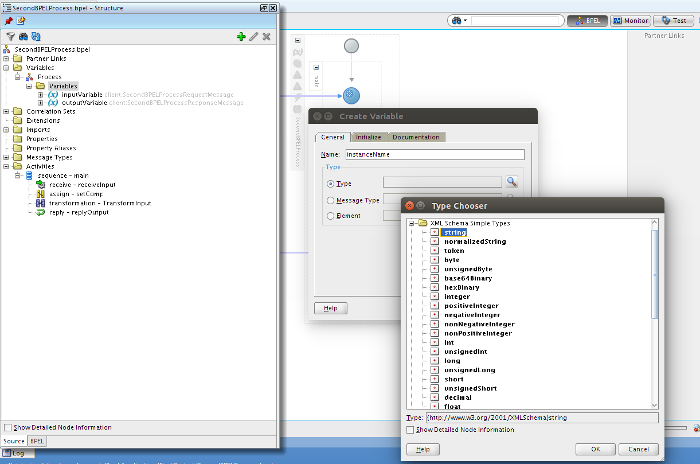 SecondBPELProcess.bpel - Structure
SecondBPELProcess.bpel
Partner Links
Variables
Process
Variables
inputVariable client:SecondBPELProcessRequestMessage
outputVariable client:SecondBPELProcessResponseMessage
Correlation Sets
Extensions
Imports
Properties
Property Aliases
Message Types
Activities
sequence - main
receive - receiveInput
assign - setComp
transformation - TransformInput
reply - replyOutput
Show Detailed Node Information
Source
BPEL
Log
BPEL
Monitor
Test
Partner Links
main
SecondBPELProcess
Create Variable
General
Initialize
Documentation
Name:
InstanceName
Type
Type
Message Type
Element
Help
Type Chooser
XML Schema Simple Types
string
normalizedString
token
byte
unsignedByte
base64Binary
hexBinary
integer
positiveInteger
negativeInteger
nonNegativeInteger
nonPositiveInteger
int
unsignedInt
long
unsignedLong
short
unsignedShort
decimal
float
Type: {http://www.w3.org/2001/XMLSchema}string
Show Detailed Node Information
Help
OK
Cancel